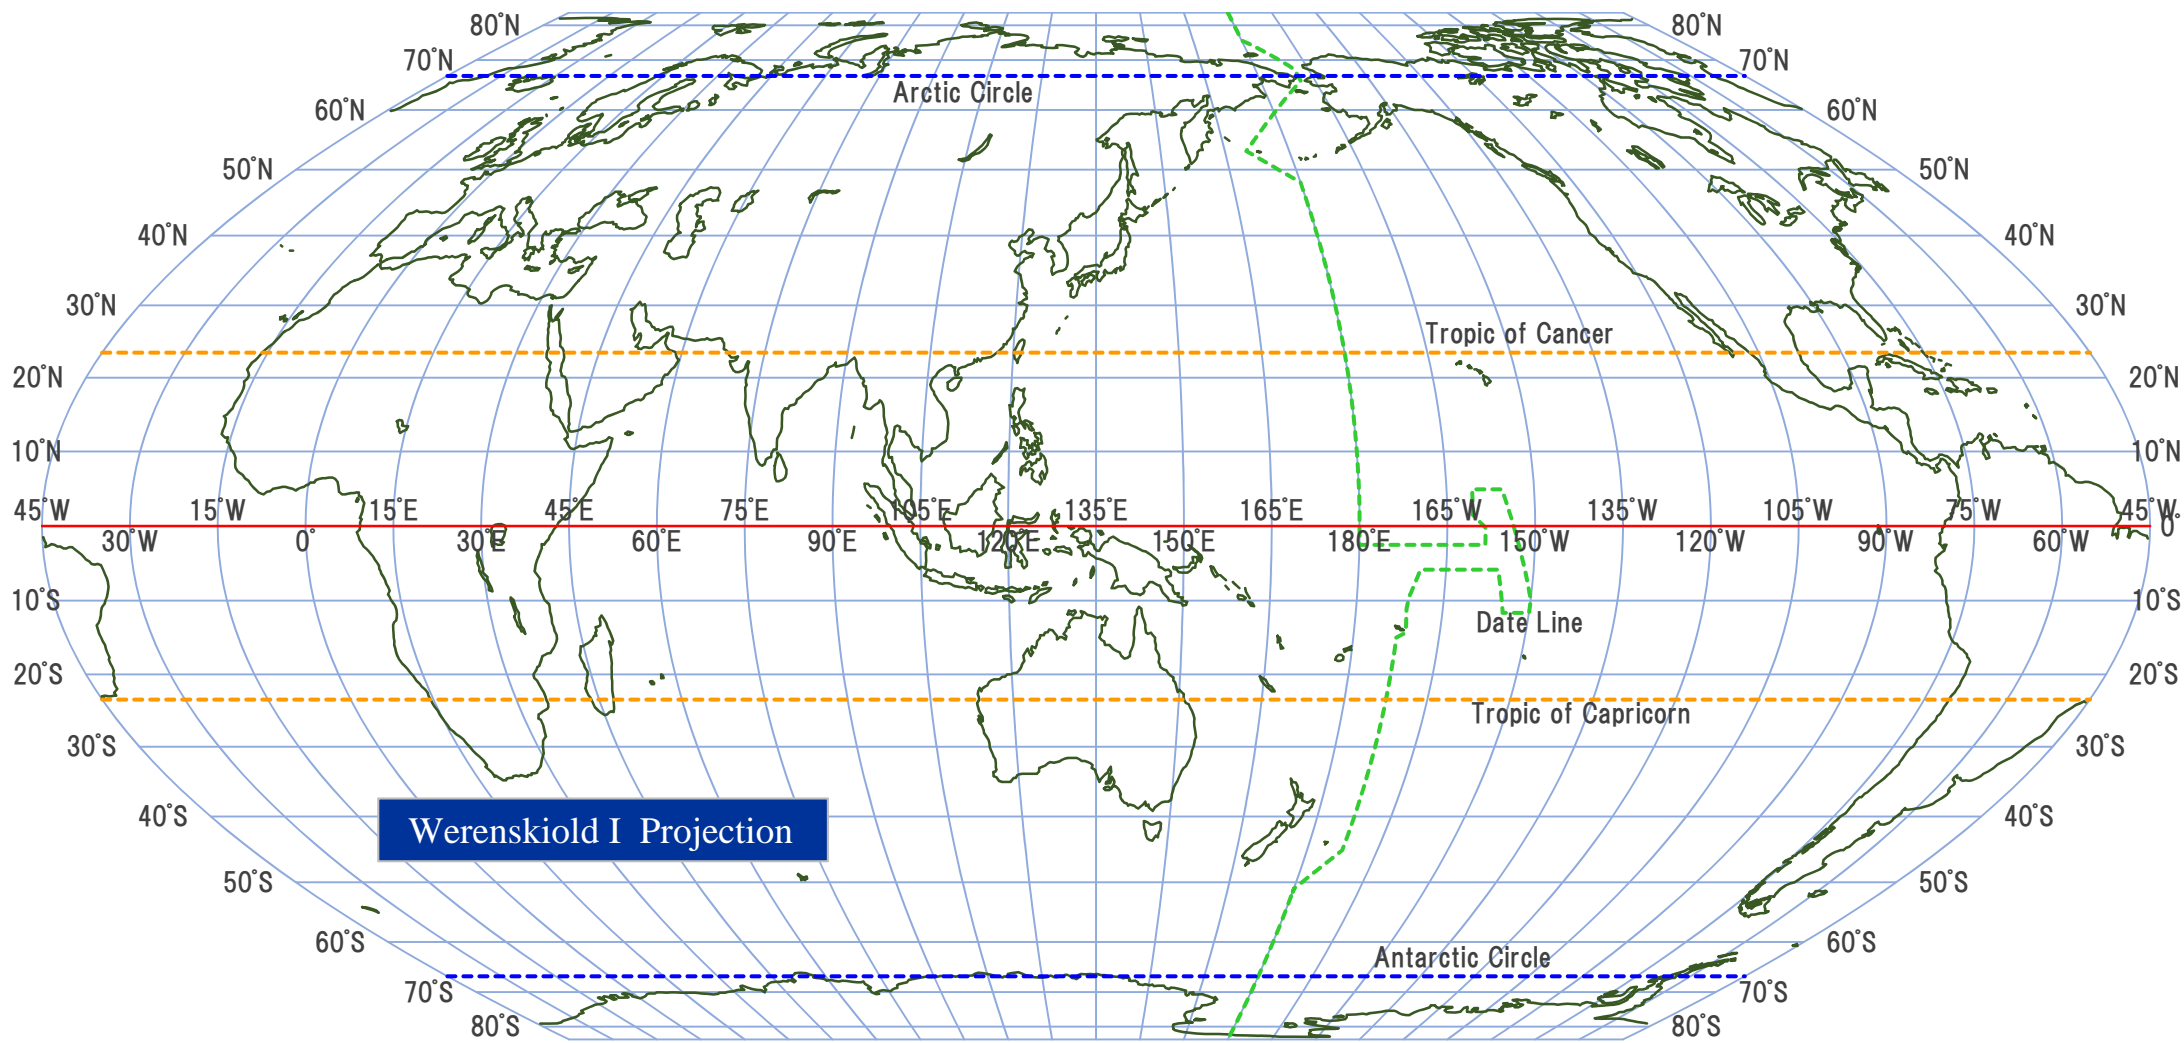 80°N 80°N
70°N 70°N
Arctic Circle
60°N 60°N
50°N 50°N
40°N 40°N
30°N 30°N
Tropic of Cancer
20°N 20°N
10°N 10°N
45°W 15°W 15°E 45°E 75°E 105°E 135°E 165°E 165°W 135°W 105°W 75°W 45°W
0°
30°W 0° 30°E 60°E 90°E 120°E 150°E 180°E 150°W 120°W 90°W 60°W
10°S 10°S
Date Line
20°S 20°S
Tropic of Capricorn
30°S 30°S
40°S 40°S
Werenskiold I Projection
50°S 50°S
60°S 60°S
Antarctic Circle
70°S 70°S
80°S 80°S